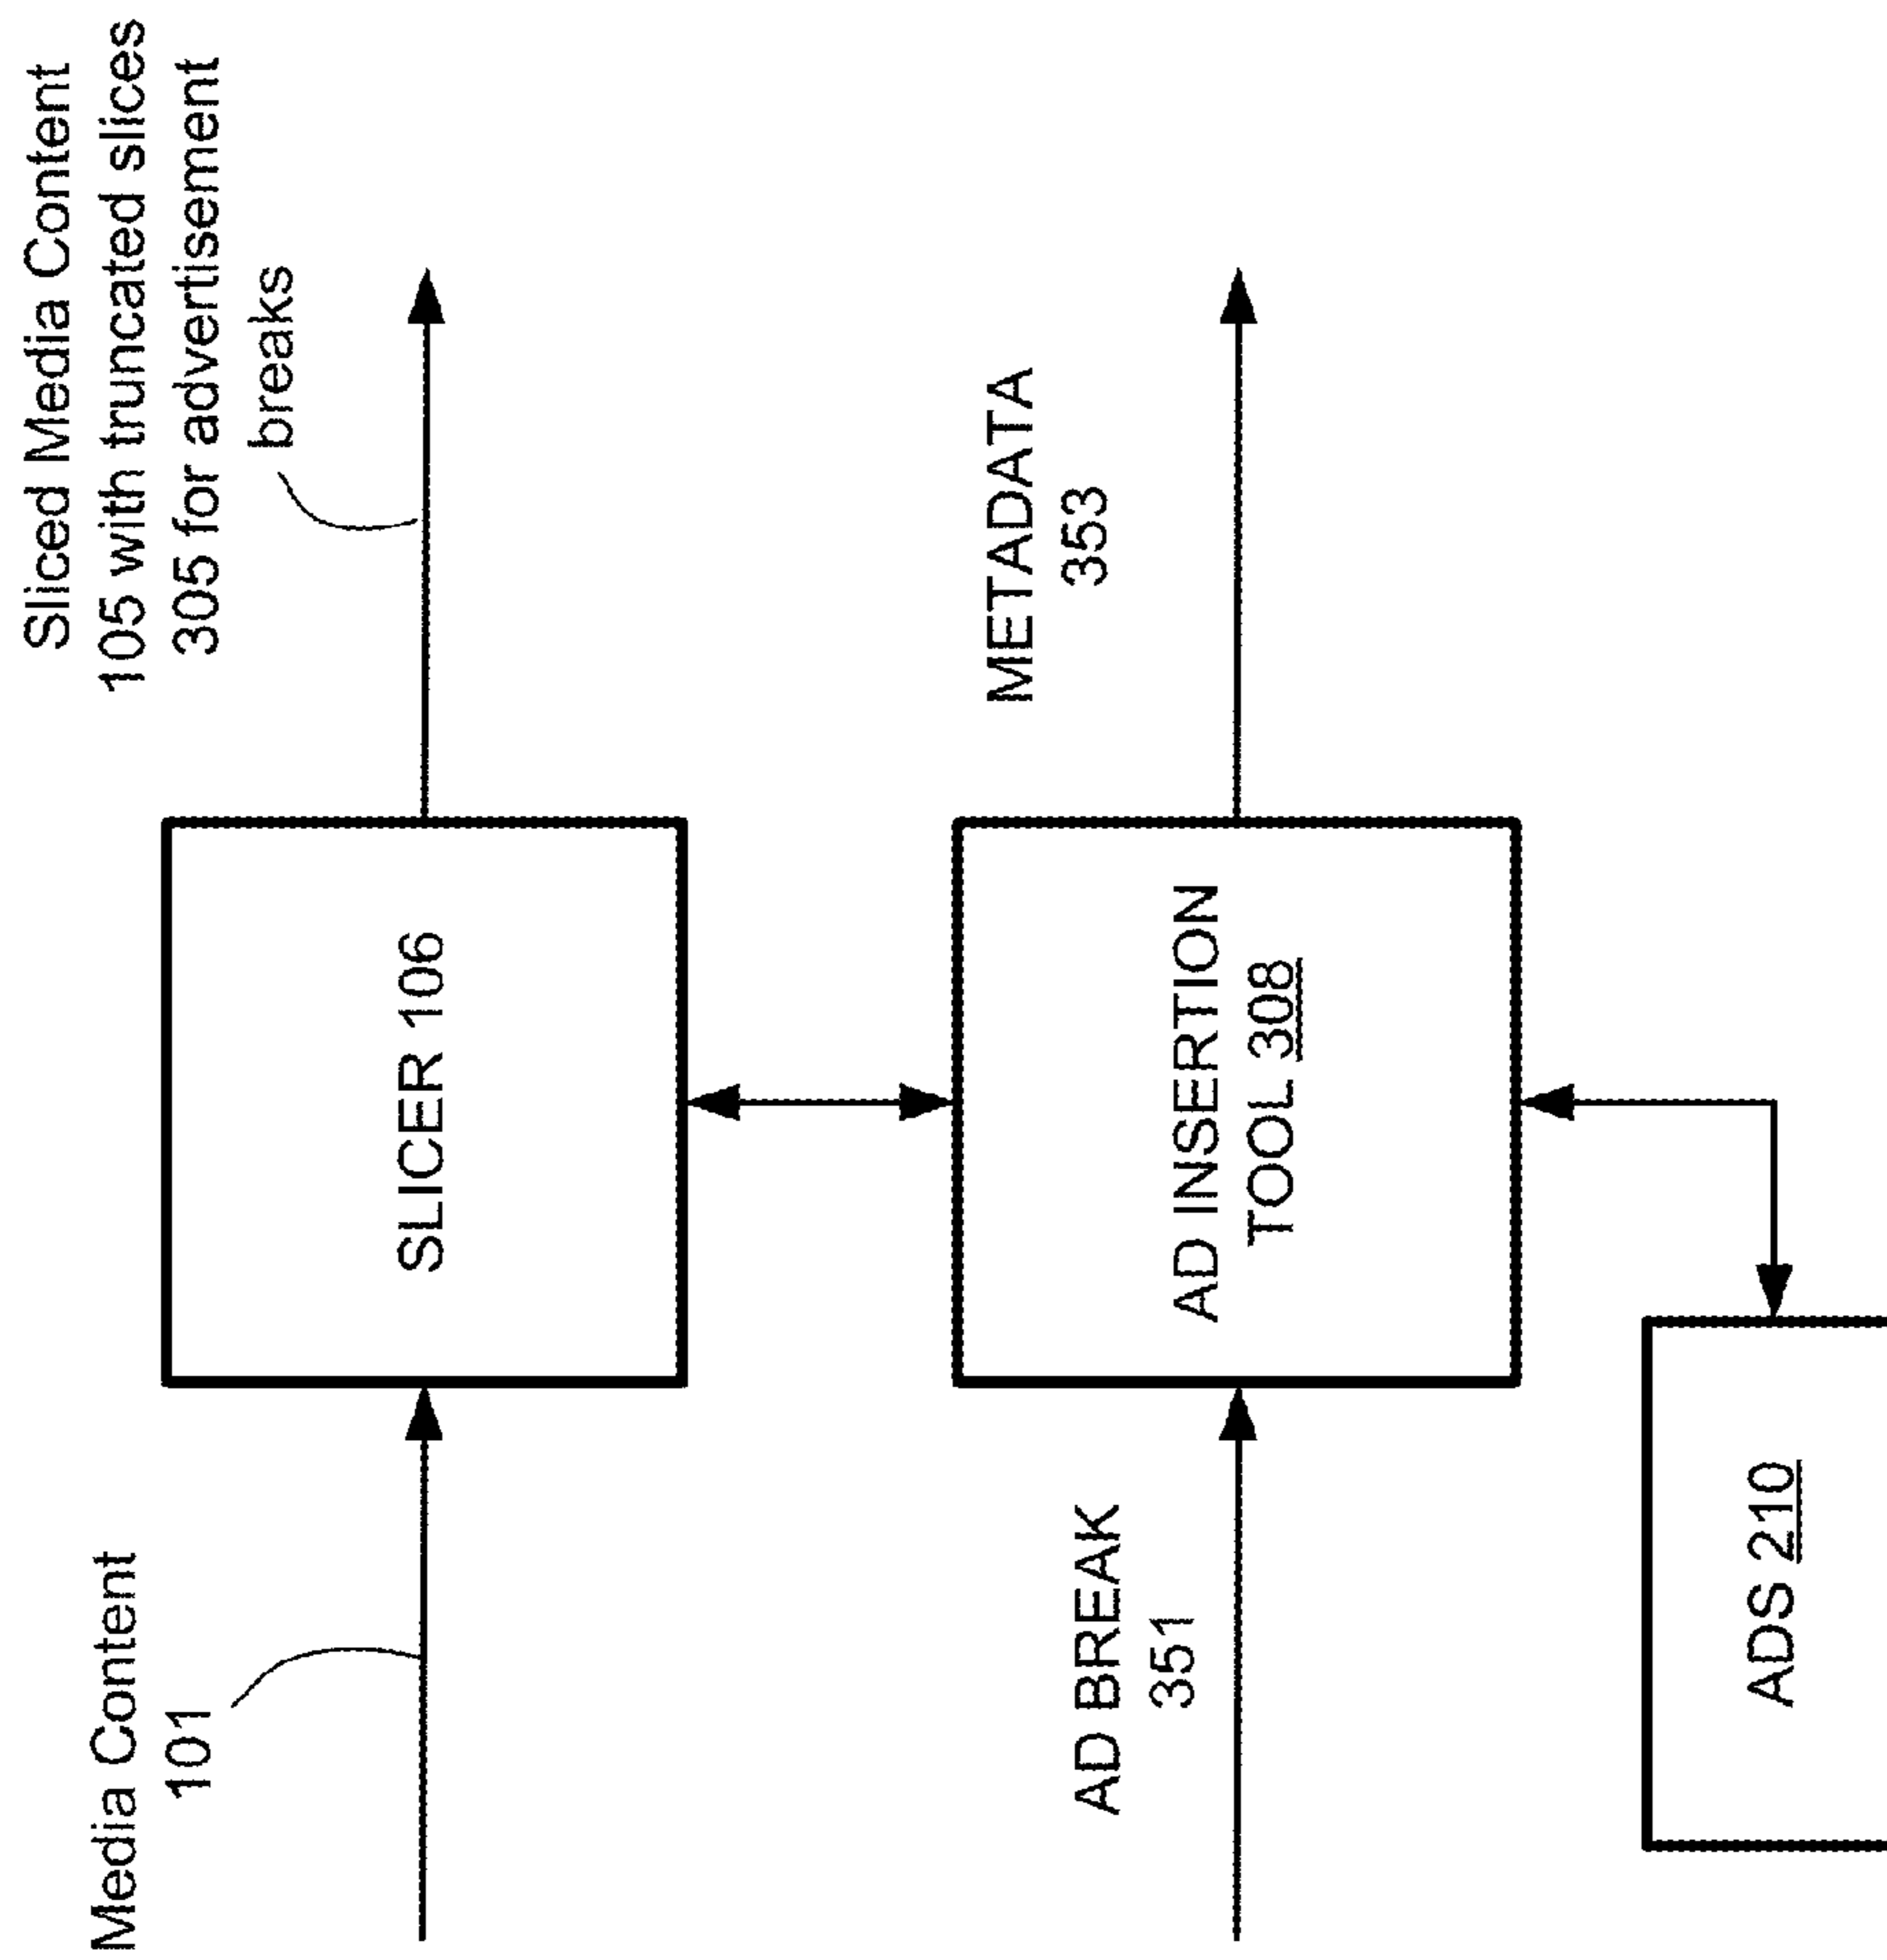 Media Content
101
SLICER 106
Sliced Media Content
105 with truncated slices
305 for advertisement
breaks
AD BREAK
351
AD INSERTION
TOOL 308
METADATA
353
ADS 210